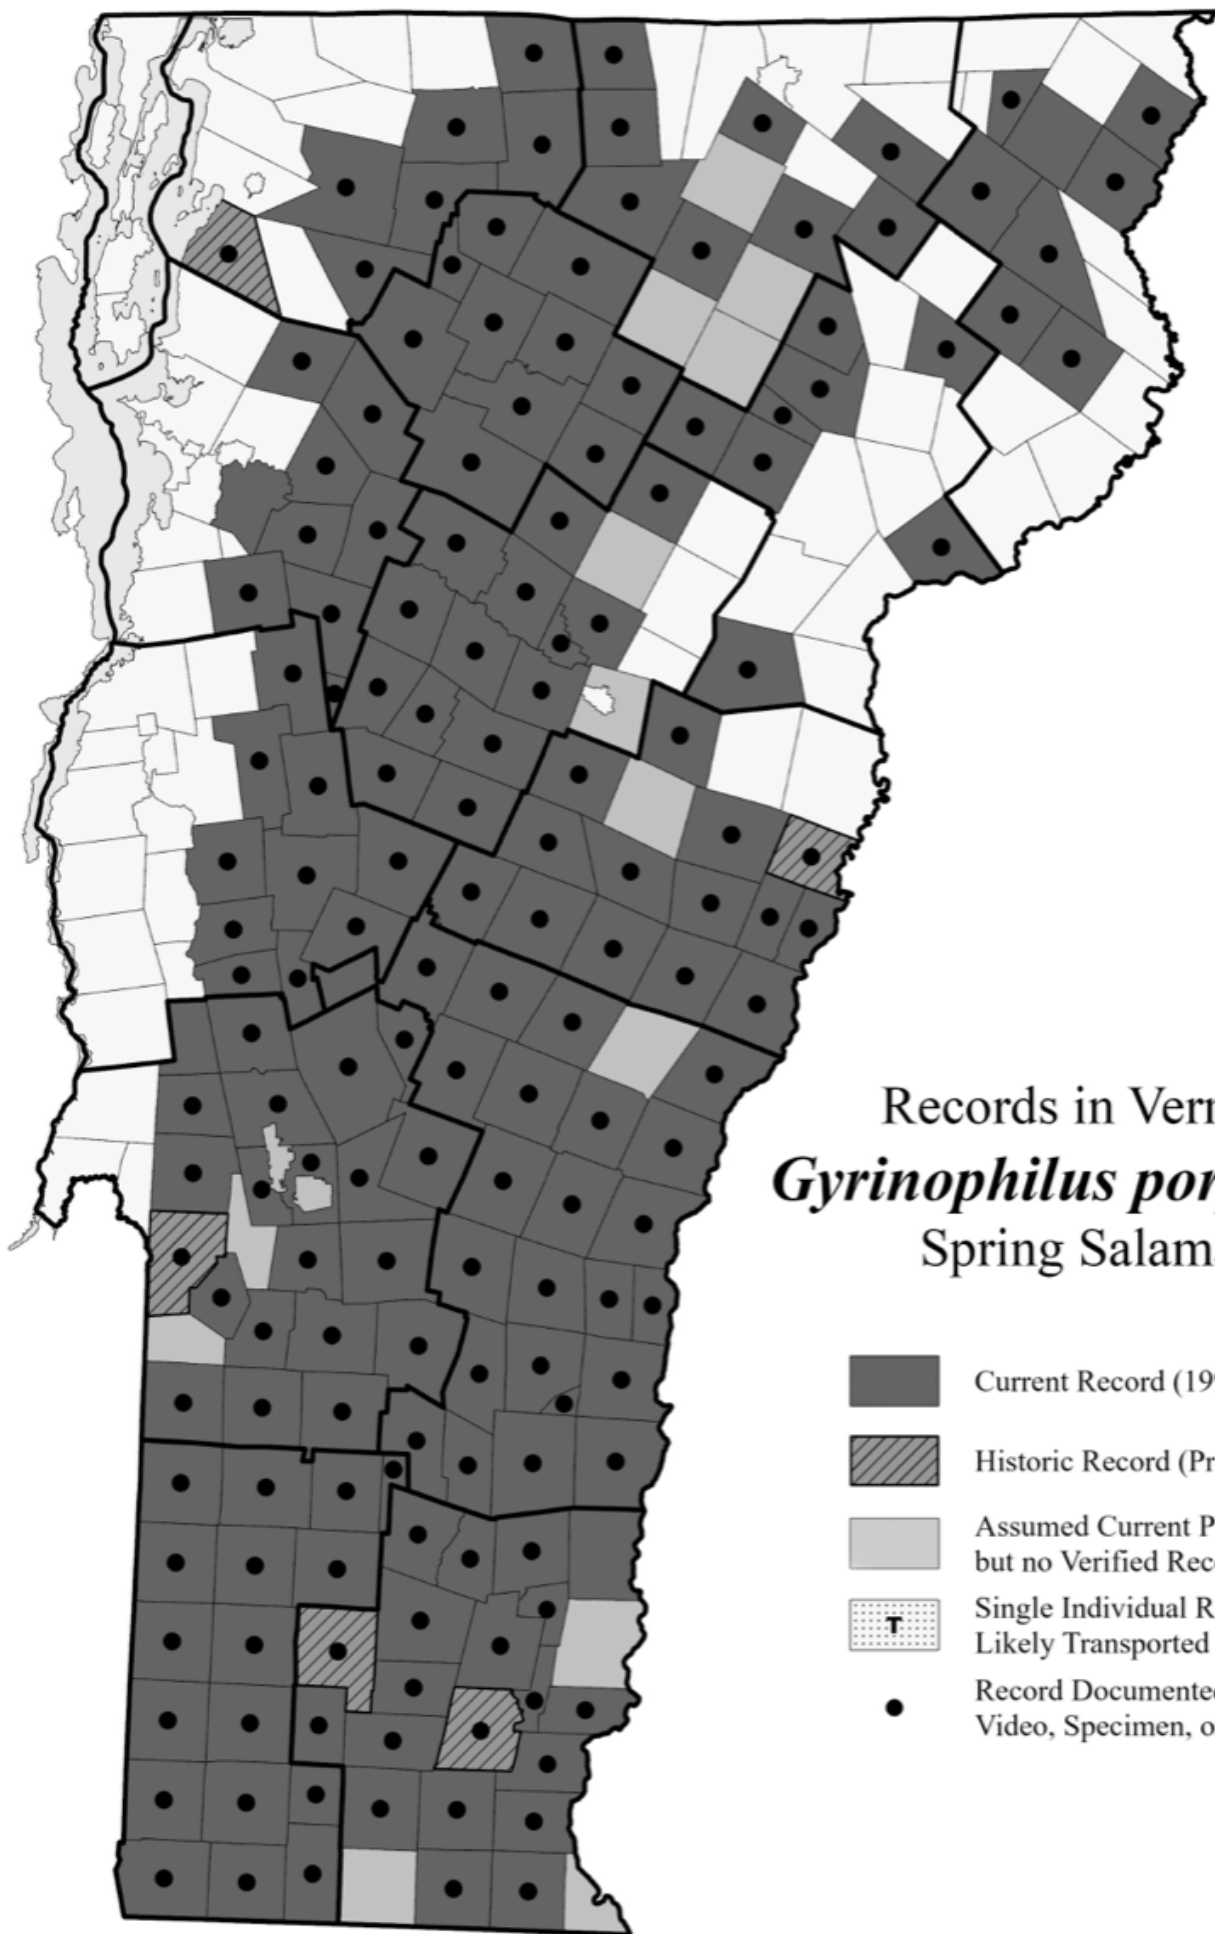 Records in Verm
Gyrinophilus por
Spring Salam
Current Record (19
Historic Record (Pr
Assumed Current P
but no Verified Rec
T
Single Individual R
Likely Transported
Record Documente
Video, Specimen, o